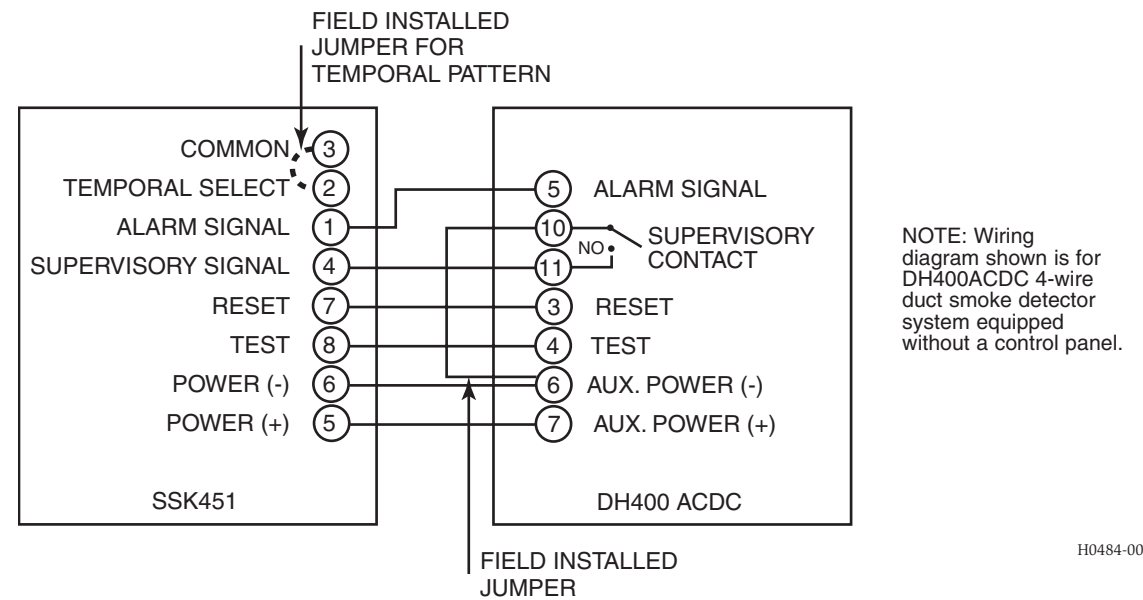 FIELD INSTALLED
JUMPER FOR
TEMPORAL PATTERN
COMMON 3
TEMPORAL SELECT 2
ALARM SIGNAL 1
SUPERVISORY SIGNAL 4
RESET 7
TEST 8
POWER (-) 6
POWER (+) 5
SSK451
5 ALARM SIGNAL
10
NO
11
SUPERVISORY
CONTACT
3 RESET
4 TEST
6 AUX. POWER (-)
7 AUX. POWER (+)
DH400 ACDC
FIELD INSTALLED
JUMPER
NOTE: Wiring
diagram shown is for
DH400ACDC 4-wire
duct smoke detector
system equipped
without a control panel.
H0484-00